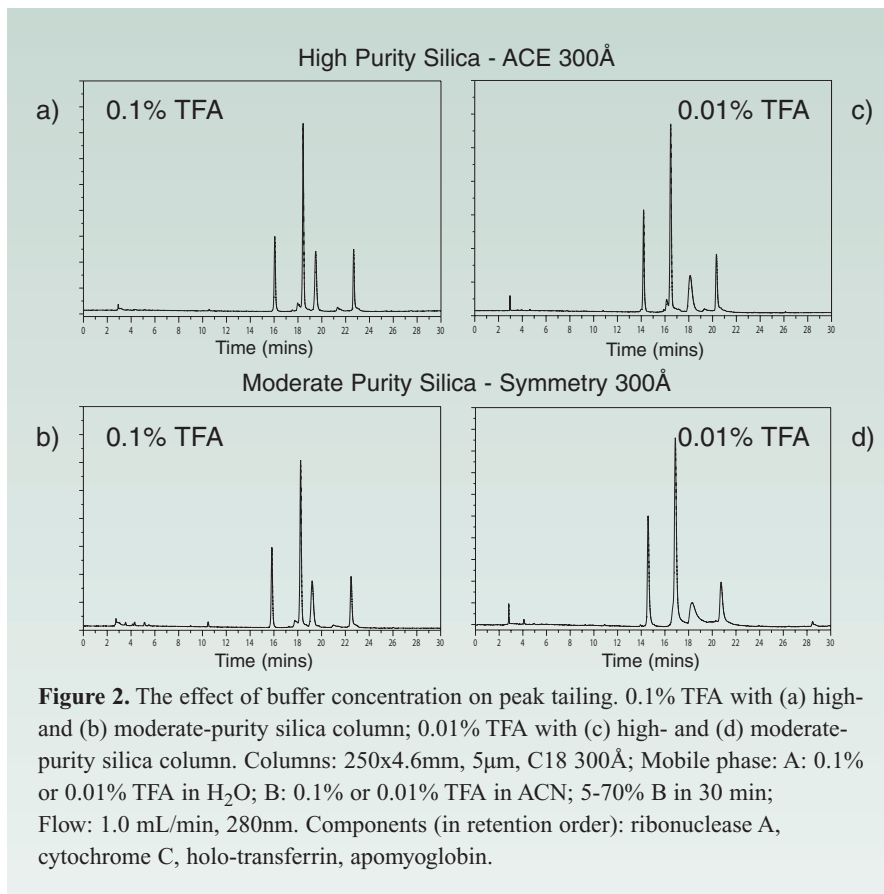 High Purity Silica - ACE 300Å
a)
0.1% TFA
0 2 4 6 8 10 12 14 16 18 20 22 24 26 28 30
Time (mins)
0.01% TFA
c)
0 2 4 6 8 10 12 14 16 18 20 22 24 26 28 30
Time (mins)
Moderate Purity Silica - Symmetry 300Å
b)
0.1% TFA
0 2 4 6 8 10 12 14 16 18 20 22 24 26 28 30
Time (mins)
0.01% TFA
d)
0 2 4 6 8 10 12 14 16 18 20 22 24 26 28 30
Time (mins)
Figure 2. The effect of buffer concentration on peak tailing. 0.1% TFA with (a) high-
and (b) moderate-purity silica column; 0.01% TFA with (c) high- and (d) moderate-
purity silica column. Columns: 250x4.6mm, 5µm, C18 300Å; Mobile phase: A: 0.1%
or 0.01% TFA in H₂O; B: 0.1% or 0.01% TFA in ACN; 5-70% B in 30 min;
Flow: 1.0 mL/min, 280nm. Components (in retention order): ribonuclease A,
cytochrome C, holo-transferrin, apomyoglobin.